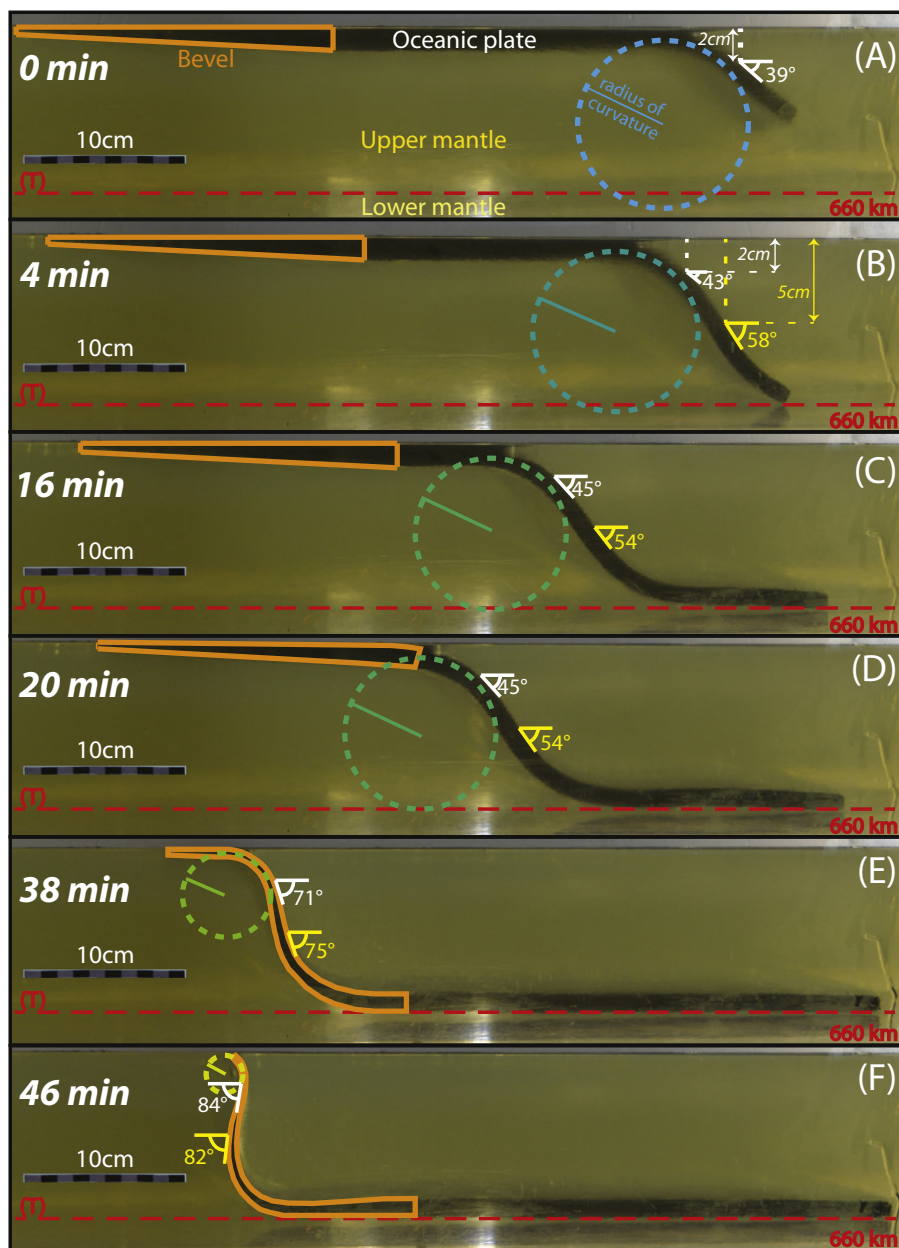 (A)
0 min
Bevel
Oceanic plate
2cm
39°
radius of
curvature
10cm
Upper mantle
Lower mantle
660 km
(B)
4 min
2cm
43°
5cm
58°
10cm
660 km
(C)
16 min
45°
54°
10cm
660 km
(D)
20 min
45°
54°
10cm
660 km
(E)
38 min
71°
75°
10cm
660 km
(F)
46 min
84°
82°
10cm
660 km